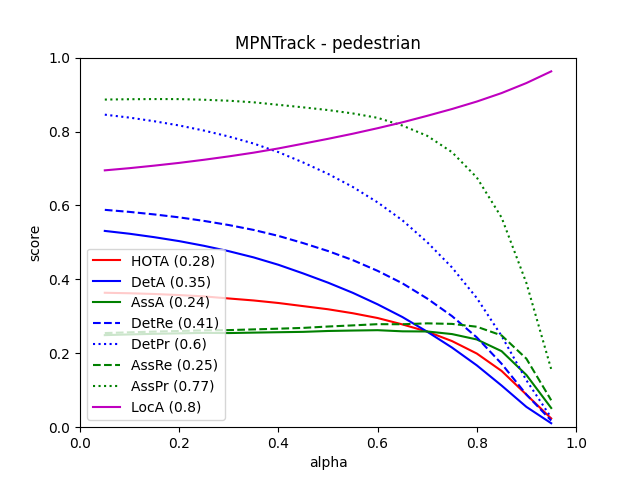 MPNTrack - pedestrian
1.0
0.8
0.6
0.4
0.2
0.0
score
HOTA (0.28)
DetA (0.35)
AssA (0.24)
DetRe (0.41)
DetPr (0.6)
AssRe (0.25)
AssPr (0.77)
LocA (0.8)
0.0 0.2 0.4 0.6 0.8 1.0
alpha